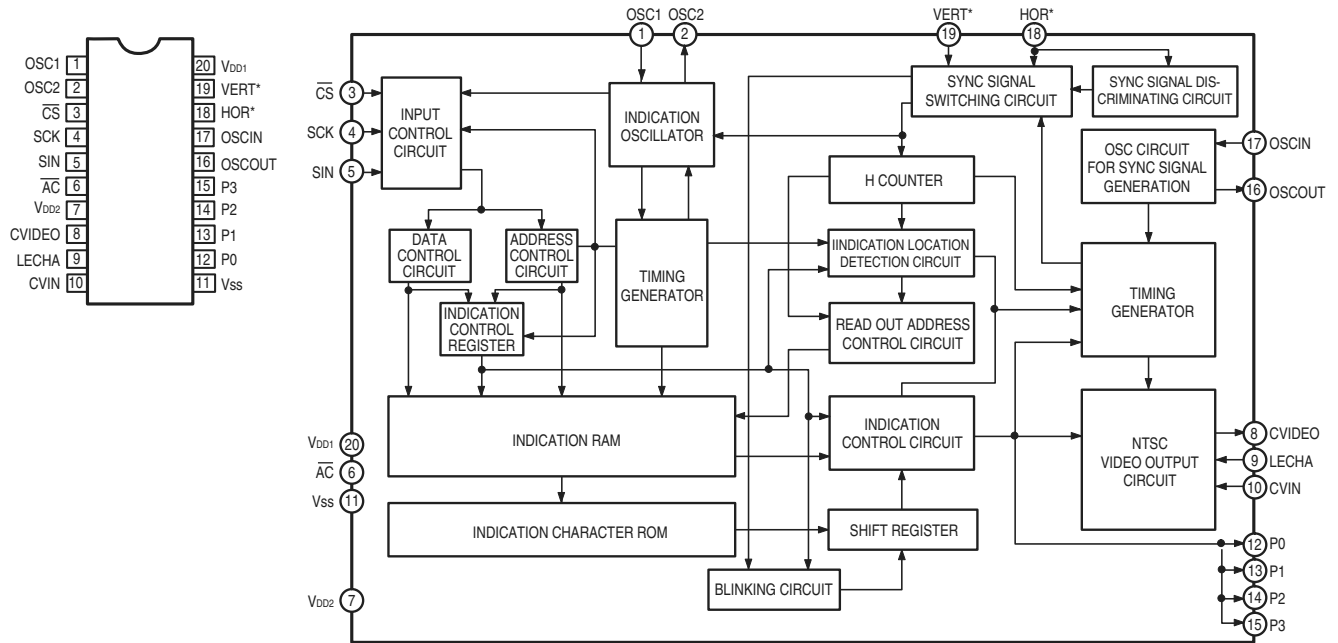 OSC1 1
OSC2 2
CS 3
SCK 4
SIN 5
AC 6
VDD2 7
CVIDEO 8
LECHA 9
CVIN 10
20 VDD1
19 VERT*
18 HOR*
17 OSCIN
16 OSCOUT
15 P3
14 P2
13 P1
12 P0
11 Vss
OSC1 OSC2
1 2
VERT* HOR*
19 18
CS 3
SCK 4
SIN 5
INPUT
CONTROL
CIRCUIT
INDICATION
OSCILLATOR
SYNC SIGNAL
SWITCHING CIRCUIT
SYNC SIGNAL DIS-
CRIMINATING CIRCUIT
OSC CIRCUIT
FOR SYNC SIGNAL
GENERATION
17 OSCIN
16 OSCOUT
H COUNTER
DATA
CONTROL
CIRCUIT
ADDRESS
CONTROL
CIRCUIT
TIMING
GENERATOR
IINDICATION LOCATION
DETECTION CIRCUIT
TIMING
GENERATOR
INDICATION
CONTROL
REGISTER
READ OUT ADDRESS
CONTROL CIRCUIT
INDICATION RAM
INDICATION
CONTROL CIRCUIT
NTSC
VIDEO OUTPUT
CIRCUIT
8 CVIDEO
9 LECHA
10 CVIN
VDD1 20
AC 6
Vss 11
INDICATION CHARACTER ROM
SHIFT REGISTER
BLINKING CIRCUIT
VDD2 7
12 P0
13 P1
14 P2
15 P3